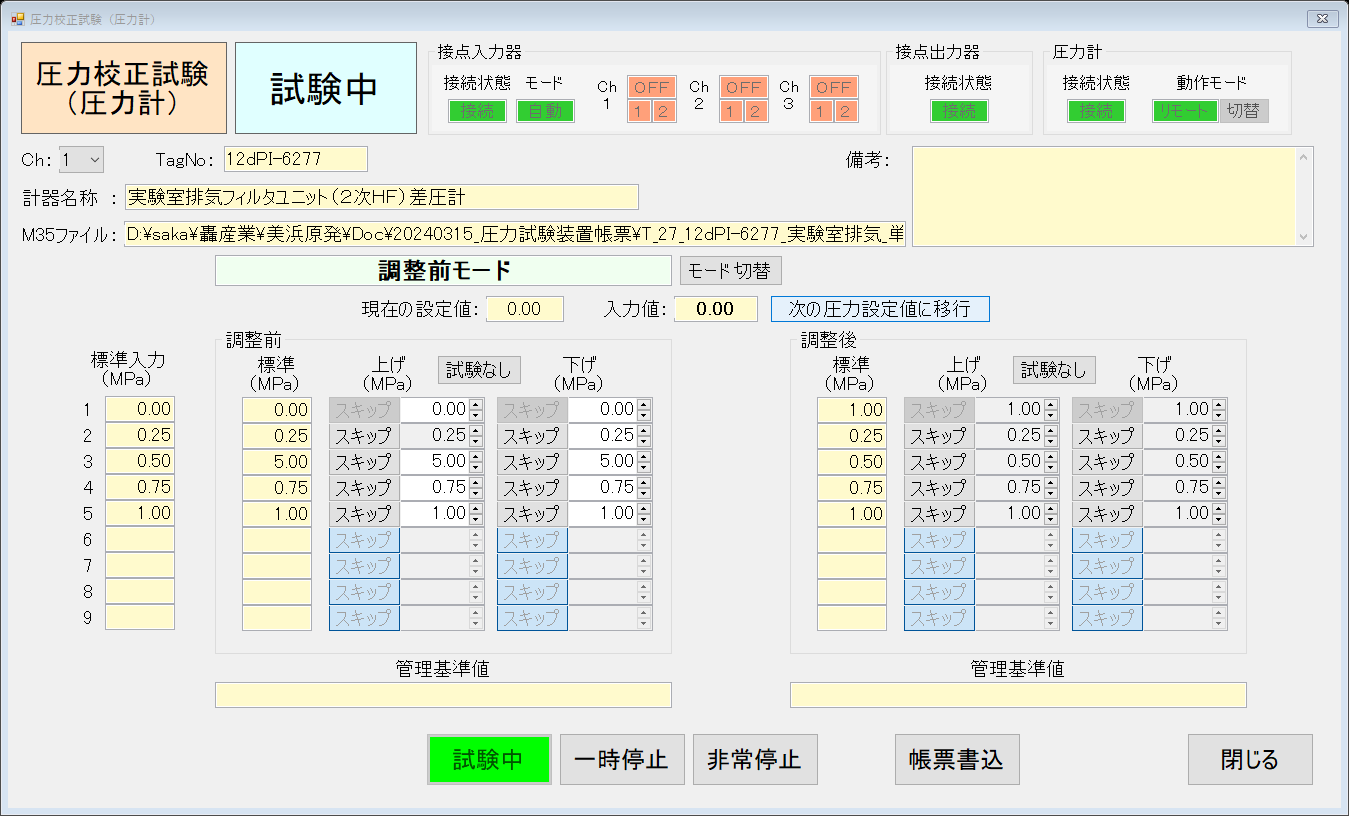 圧力校正試験（圧力計）
圧力校正試験
（圧力計）
試験中
接点入力器
接続状態 モード
接続 自動
Ch 1 OFF 1 2
Ch 2 OFF 1 2
Ch 3 OFF 1 2
接点出力器
接続状態
接続
圧力計
接続状態 動作モード
接続 リモート 切替
Ch: 1 TagNo: 12dPI-6277
備考:
計器名称 : 実験室排気フィルタユニット（２次HF）差圧計
M35ファイル: D:¥saka¥轟産業¥美浜原発¥Doc¥20240315_圧力試験装置帳票¥T_27_12dPI-6277_実験室排気_単
調整前モード モード切替
現在の設定値: 0.00 入力値: 0.00 次の圧力設定値に移行
標準入力
(MPa)
1 0.00
2 0.25
3 0.50
4 0.75
5 1.00
6
7
8
9
調整前
標準 上げ 試験なし 下げ
(MPa) (MPa) (MPa)
0.00 スキップ 0.00 スキップ 0.00
0.25 スキップ 0.25 スキップ 0.25
5.00 スキップ 5.00 スキップ 5.00
0.75 スキップ 0.75 スキップ 0.75
1.00 スキップ 1.00 スキップ 1.00
スキップ スキップ
スキップ スキップ
スキップ スキップ
スキップ スキップ
管理基準値
調整後
標準 上げ 試験なし 下げ
(MPa) (MPa) (MPa)
1.00 スキップ 1.00 スキップ 1.00
0.25 スキップ 0.25 スキップ 0.25
0.50 スキップ 0.50 スキップ 0.50
0.75 スキップ 0.75 スキップ 0.75
1.00 スキップ 1.00 スキップ 1.00
スキップ スキップ
スキップ スキップ
スキップ スキップ
スキップ スキップ
管理基準値
試験中 一時停止 非常停止 帳票書込 閉じる